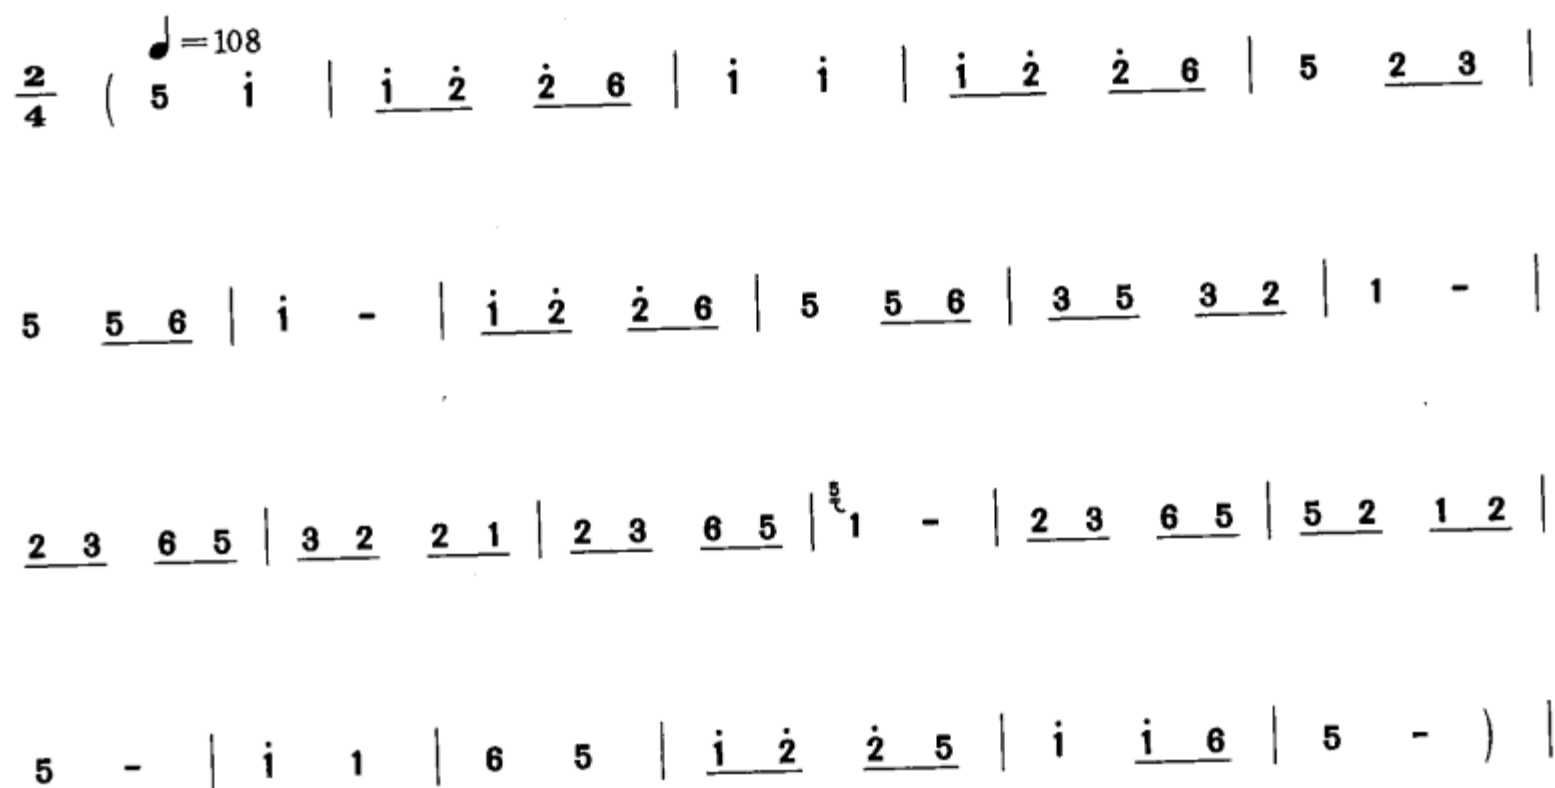 ♩=108
2/4 ( 5 i̇ | i̇ 2̇ 2̇ 6 | i̇ i̇ | i̇ 2̇ 2̇ 6 | 5 2 3 |
5 5 6 | i̇ - | i̇ 2̇ 2̇ 6 | 5 5 6 | 3 5 3 2 | 1 - |
2 3 6 5 | 3 2 2 1 | 2 3 6 5 | 5 1 - | 2 3 6 5 | 5 2 1 2 |
5 - | i̇ 1 | 6 5 | i̇ 2̇ 2̇ 5 | i̇ i̇ 6 | 5 - ) |